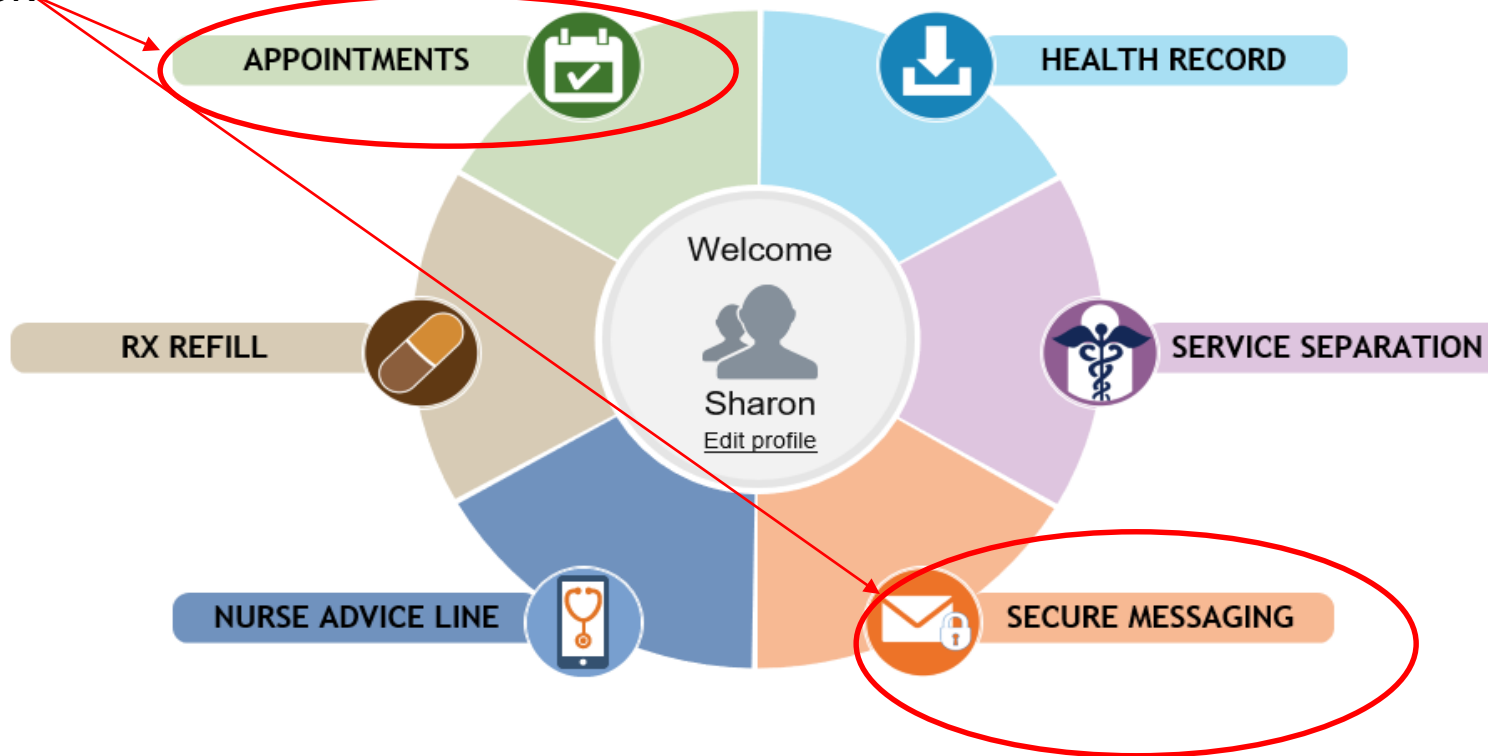 APPOINTMENTS
HEALTH RECORD
Welcome
RX REFILL
SERVICE SEPARATION
Sharon
Edit profile
NURSE ADVICE LINE
SECURE MESSAGING